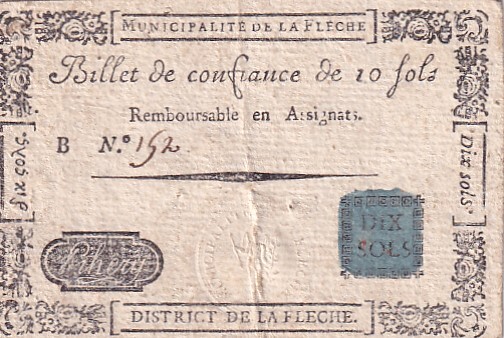 MUNICIPALITÉ DE LA FLECHE
Billet de confiance de 10 sols
Remboursable en Assignats.
B N.º 152
Dix sols.
Dix sols
DIX
SOLS
DISTRICT DE LA FLECHE.